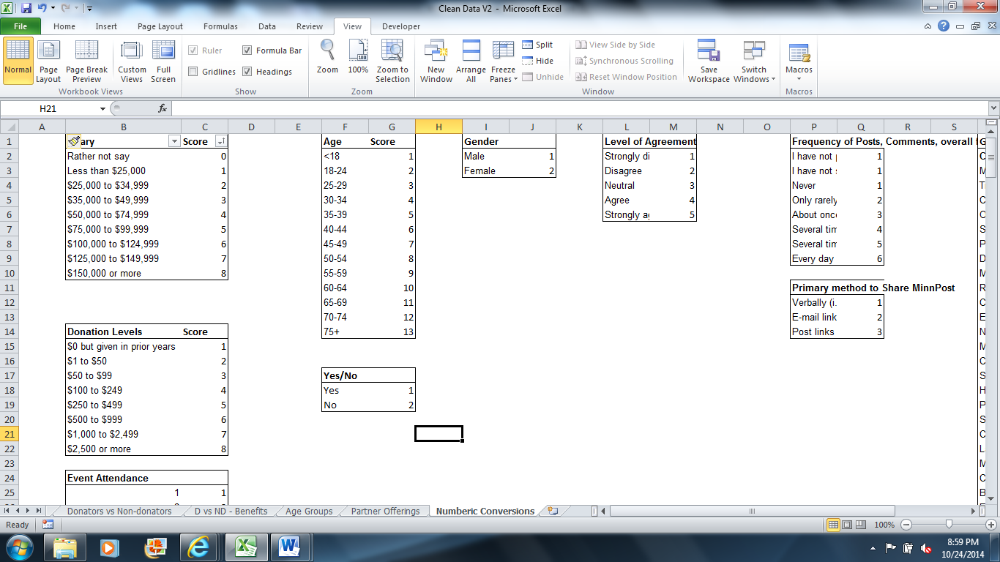 Clean Data V2 - Microsoft Excel
File Home Insert Page Layout Formulas Data Review View Developer
Normal Page Layout Page Break Preview Custom Views Full Screen
Ruler Formula Bar
Gridlines Headings
Zoom 100% Zoom to Selection
New Window Arrange All Freeze Panes
Split
Hide
Unhide
View Side by Side
Synchronous Scrolling
Reset Window Position
Save Workspace Switch Windows Macros
Workbook Views Show Zoom Window Macros
H21 fx
A B C D E F G H I J K L M N O P Q R S
1 ary Score Age Score Gender Level of Agreement Frequency of Posts, Comments, overall f G
2 Rather not say 0 <18 1 Male 1 Strongly di 1 I have not 1
3 Less than $25,000 1 18-24 2 Female 2 Disagree 2 I have not 1 M
4 $25,000 to $34,999 2 25-29 3 Neutral 3 Never 1
5 $35,000 to $49,999 3 30-34 4 Agree 4 Only rarely 2
6 $50,000 to $74,999 4 35-39 5 Strongly ag 5 About once 3
7 $75,000 to $99,999 5 40-44 6 Several tim 4
8 $100,000 to $124,999 6 45-49 7 Several tim 5
9 $125,000 to $149,999 7 50-54 8 Every day 6
10 $150,000 or more 8 55-59 9
11 60-64 10 Primary method to Share MinnPost
12 65-69 11 Verbally (i. 1
13 70-74 12 E-mail link 2
14 Donation Levels Score 75+ 13 Post links 3
15 $0 but given in prior years 1
16 $1 to $50 2
17 $50 to $99 3 Yes/No
18 $100 to $249 4 Yes 1
19 $250 to $499 5 No 2
20 $500 to $999 6
21 $1,000 to $2,499 7
22 $2,500 or more 8
23
24 Event Attendance
25 1 1
Donators vs Non-donators D vs ND - Benefits Age Groups Partner Offerings Numberic Conversions
Ready 100%
8:59 PM
10/24/2014